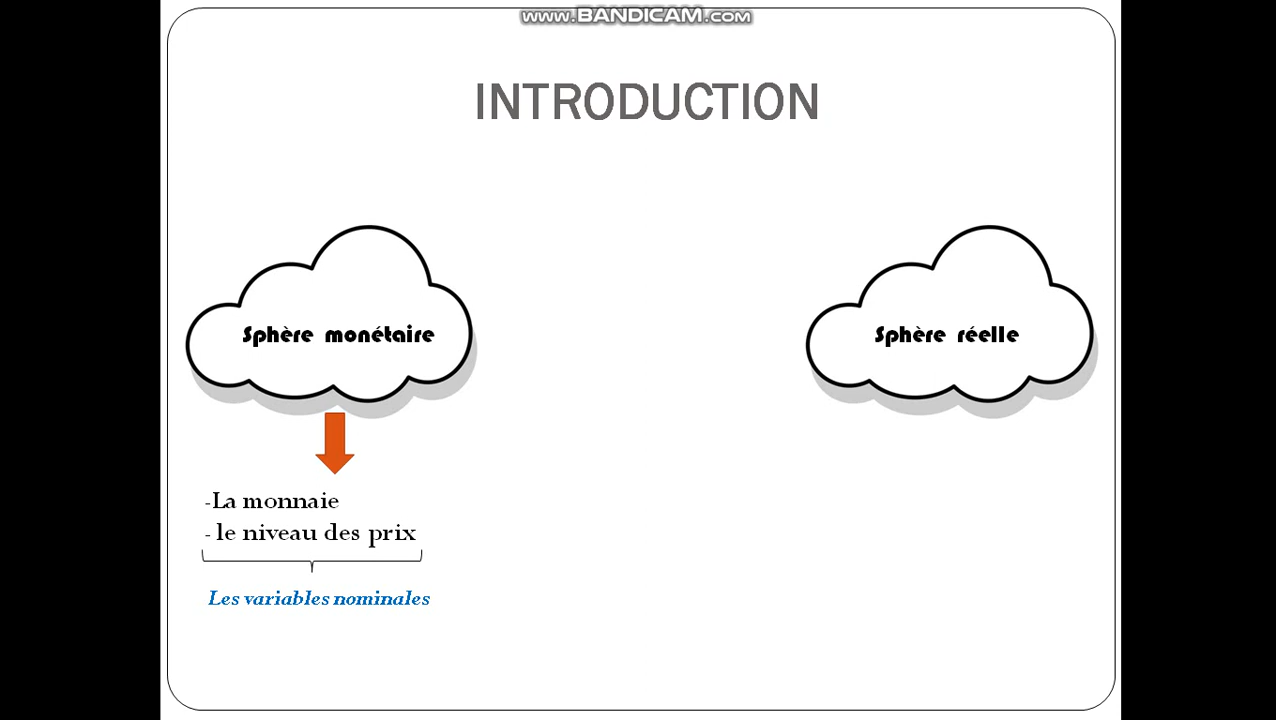 www.BANDICAM.com
INTRODUCTION
Sphère monétaire
Sphère réelle
-La monnaie
- le niveau des prix
Les variables nominales